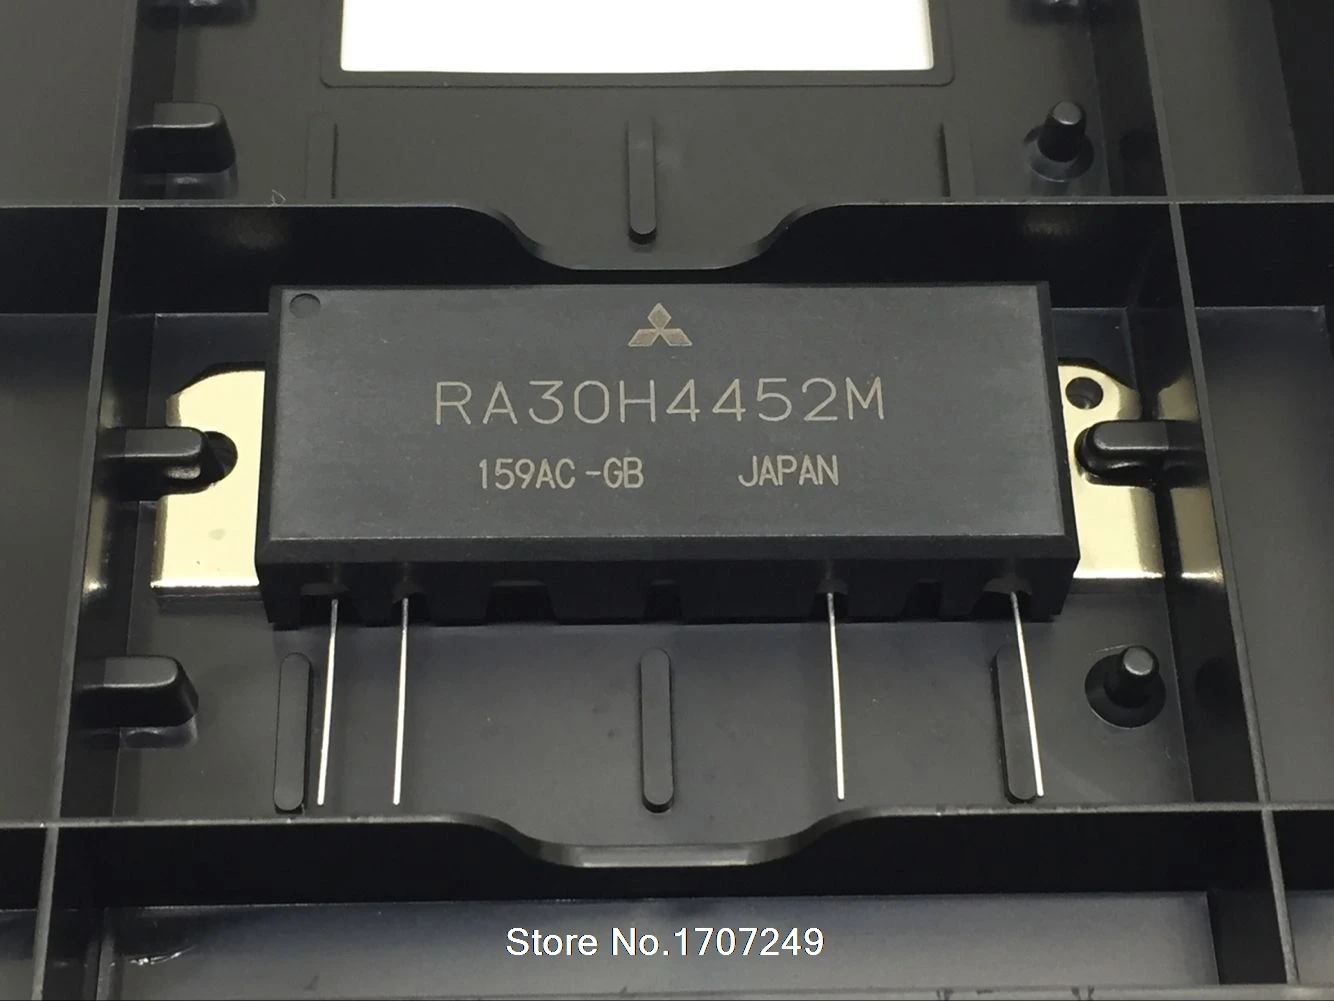 RA30H4452M
159AC-GB JAPAN
Store No.1707249